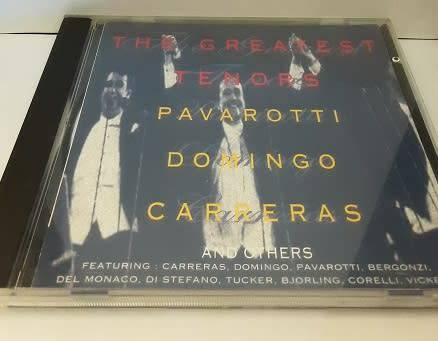 THE GREATEST
TENORS
PAVAROTTI
DOMINGO
CARRERAS
AND OTHERS
FEATURING : CARRERAS, DOMINGO, PAVAROTTI, BERGONZI,
DEL MONACO, DI STEFANO, TUCKER, BJORLING, CORELLI, VICKE